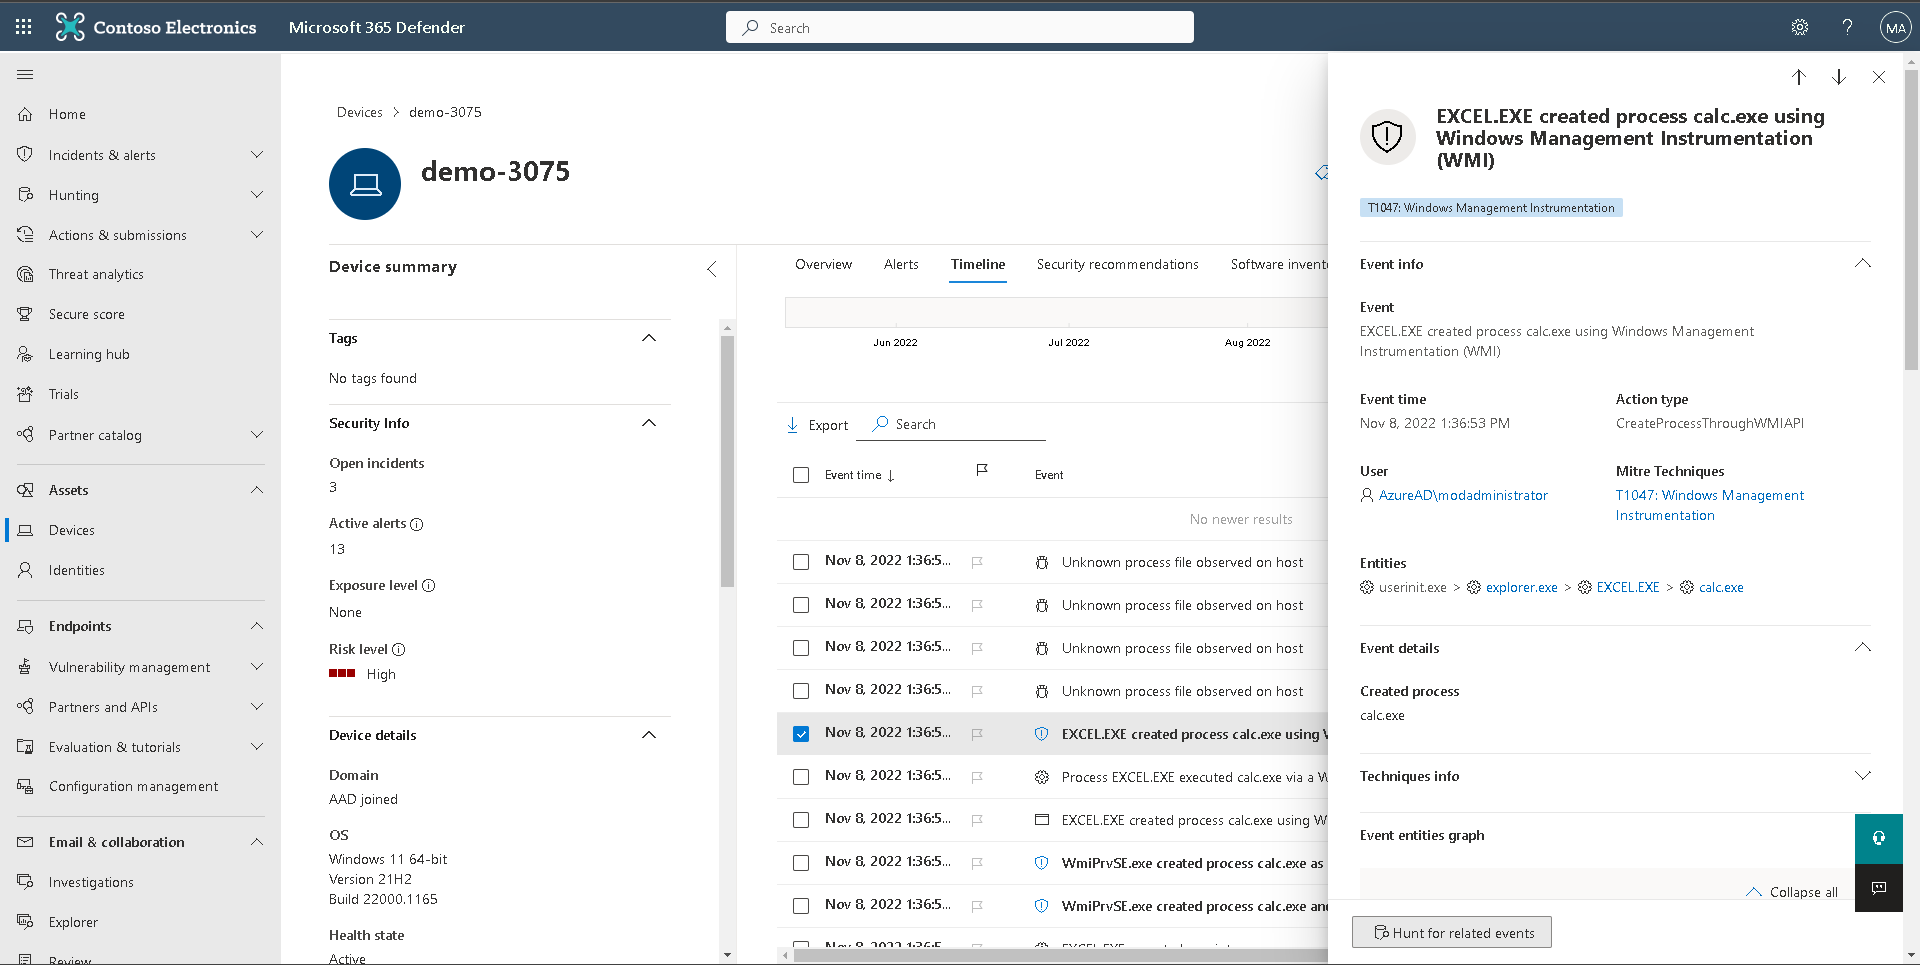 Contoso Electronics
Microsoft 365 Defender
Search
MA
Home
Incidents & alerts
Hunting
Actions & submissions
Threat analytics
Secure score
Learning hub
Trials
Partner catalog
Assets
Devices
Identities
Endpoints
Vulnerability management
Partners and APIs
Evaluation & tutorials
Configuration management
Email & collaboration
Investigations
Explorer
Review
Devices > demo-3075
demo-3075
Device summary
Tags
No tags found
Security Info
Open incidents
3
Active alerts
13
Exposure level
None
Risk level
High
Device details
Domain
AAD joined
OS
Windows 11 64-bit
Version 21H2
Build 22000.1165
Health state
Active
Overview Alerts Timeline Security recommendations Software invent
Jun 2022 Jul 2022 Aug 2022
Export Search
Event time ↓ Event
No newer results
Nov 8, 2022 1:36:5... Unknown process file observed on host
Nov 8, 2022 1:36:5... Unknown process file observed on host
Nov 8, 2022 1:36:5... Unknown process file observed on host
Nov 8, 2022 1:36:5... Unknown process file observed on host
Nov 8, 2022 1:36:5... EXCEL.EXE created process calc.exe using W
Nov 8, 2022 1:36:5... Process EXCEL.EXE executed calc.exe via a W
Nov 8, 2022 1:36:5... EXCEL.EXE created process calc.exe using W
Nov 8, 2022 1:36:5... WmiPrvSE.exe created process calc.exe as
Nov 8, 2022 1:36:5... WmiPrvSE.exe created process calc.exe and
EXCEL.EXE created process calc.exe using
Windows Management Instrumentation
(WMI)
T1047: Windows Management Instrumentation
Event info
Event
EXCEL.EXE created process calc.exe using Windows Management
Instrumentation (WMI)
Event time
Nov 8, 2022 1:36:53 PM
Action type
CreateProcessThroughWMIAPI
User
AzureAD\modadministrator
Mitre Techniques
T1047: Windows Management
Instrumentation
Entities
userinit.exe > explorer.exe > EXCEL.EXE > calc.exe
Event details
Created process
calc.exe
Techniques info
Event entities graph
Collapse all
Hunt for related events